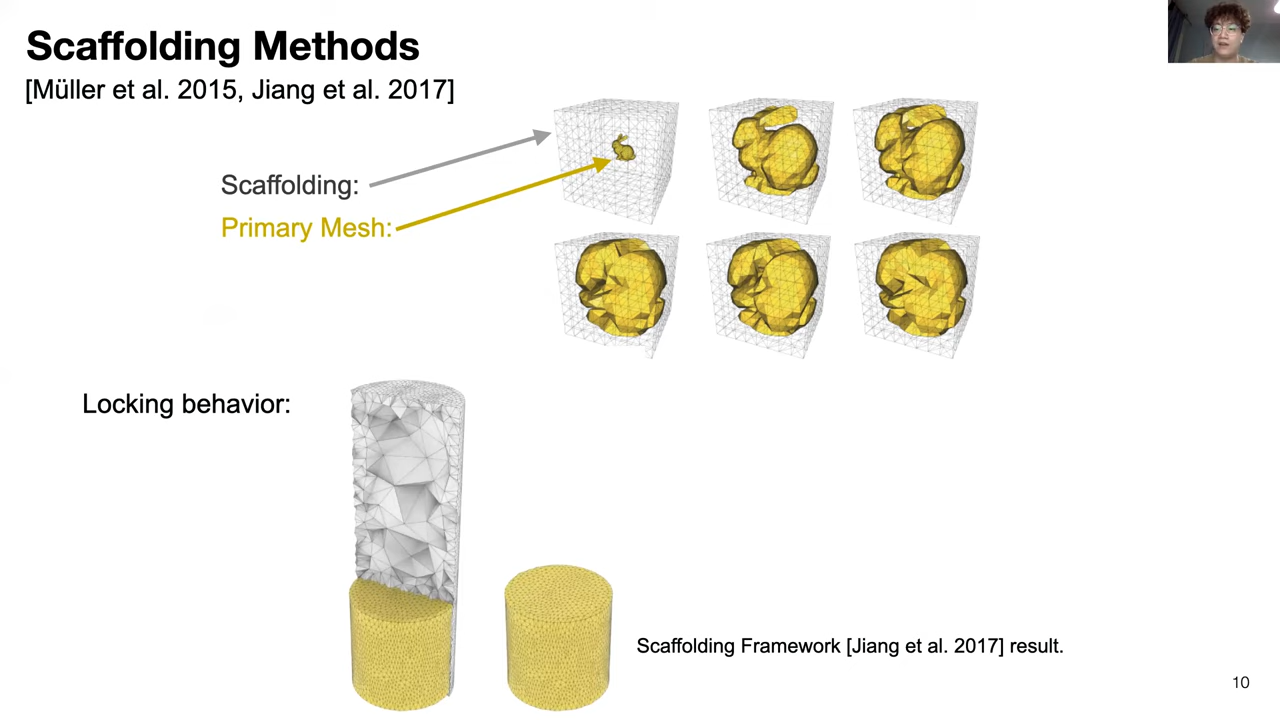 Scaffolding Methods
[Müller et al. 2015, Jiang et al. 2017]
Scaffolding:
Primary Mesh:
Locking behavior:
Scaffolding Framework [Jiang et al. 2017] result.
10